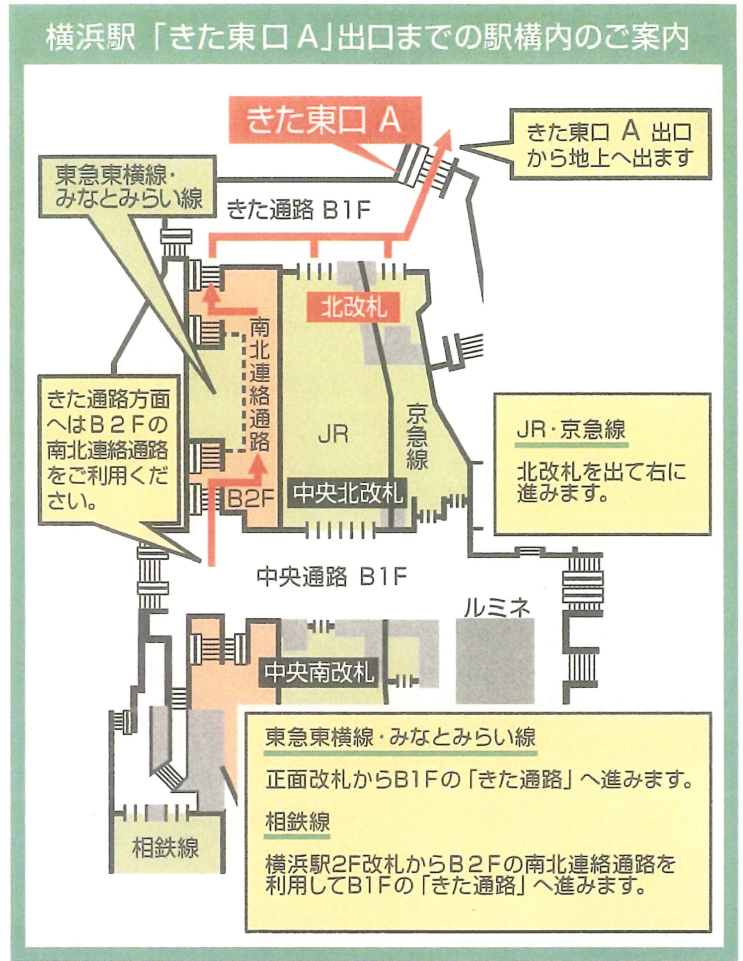 横浜駅「きた東口A」出口までの駅構内のご案内
きた東口 A
きた東口 A 出口
から地上へ出ます
東急東横線・
みなとみらい線
きた通路 B1F
北改札
南北連絡通路
きた通路方面
へはB2Fの
南北連絡通路
をご利用くだ
さい。
JR
京急線
JR・京急線
北改札を出て右に
進みます。
B2F
中央北改札
中央通路 B1F
ルミネ
中央南改札
東急東横線・みなとみらい線
正面改札からB1Fの「きた通路」へ進みます。
相鉄線
横浜駅2F改札からB2Fの南北連絡通路を
利用してB1Fの「きた通路」へ進みます。
相鉄線